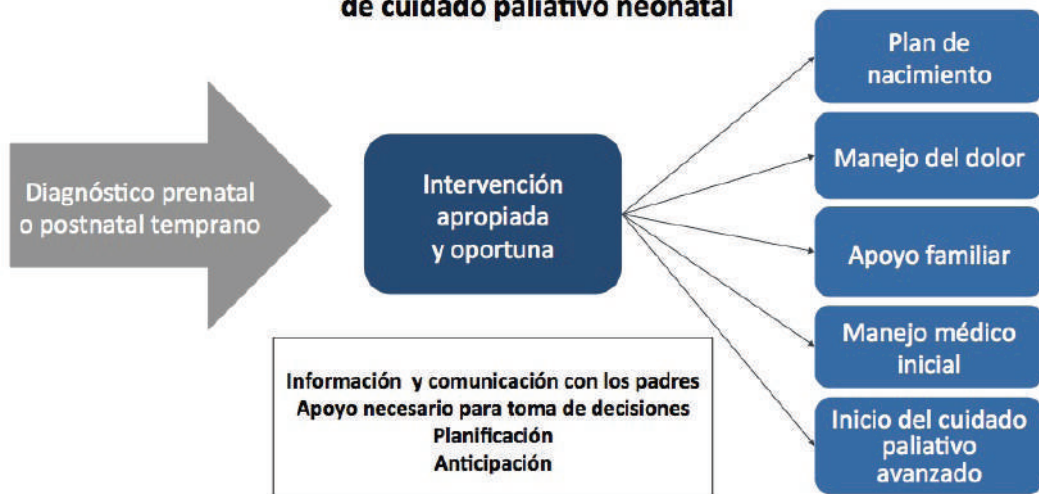 de cuidado paliativo neonatal
Diagnóstico prenatal
o postnatal temprano
Intervención
apropiada
y oportuna
Plan de
nacimiento
Manejo del dolor
Apoyo familiar
Manejo médico
inicial
Inicio del cuidado
paliativo
avanzado
Información y comunicación con los padres
Apoyo necesario para toma de decisiones
Planificación
Anticipación